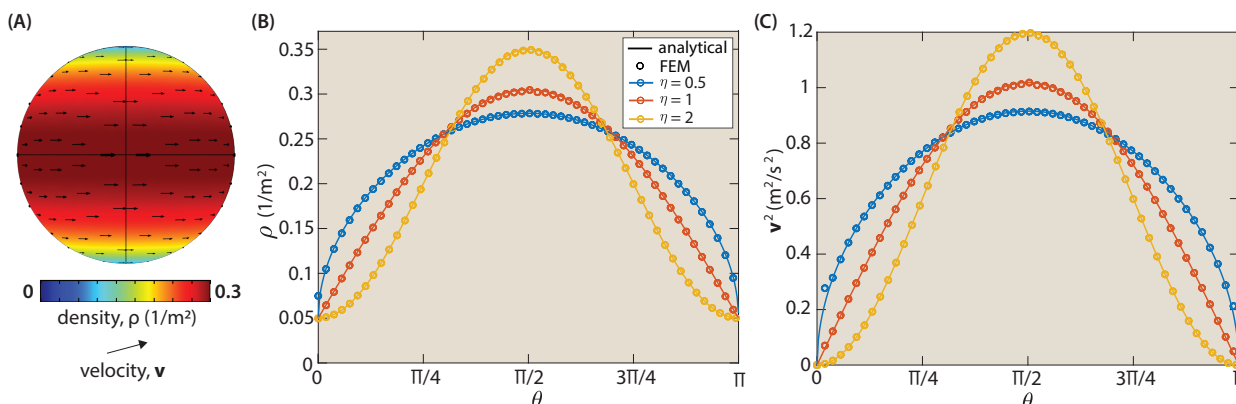 (A)
0
0.3
density, ρ (1/m²)
velocity, v
(B)
0.35
0.3
0.25
0.2
0.15
0.1
0.05
0
ρ (1/m²)
analytical
FEM
η = 0.5
η = 1
η = 2
0
Π/4
Π/2
3Π/4
Π
θ
(C)
1.2
1
0.8
0.6
0.4
0.2
0
v² (m²/s²)
0
Π/4
Π/2
3Π/4
θ